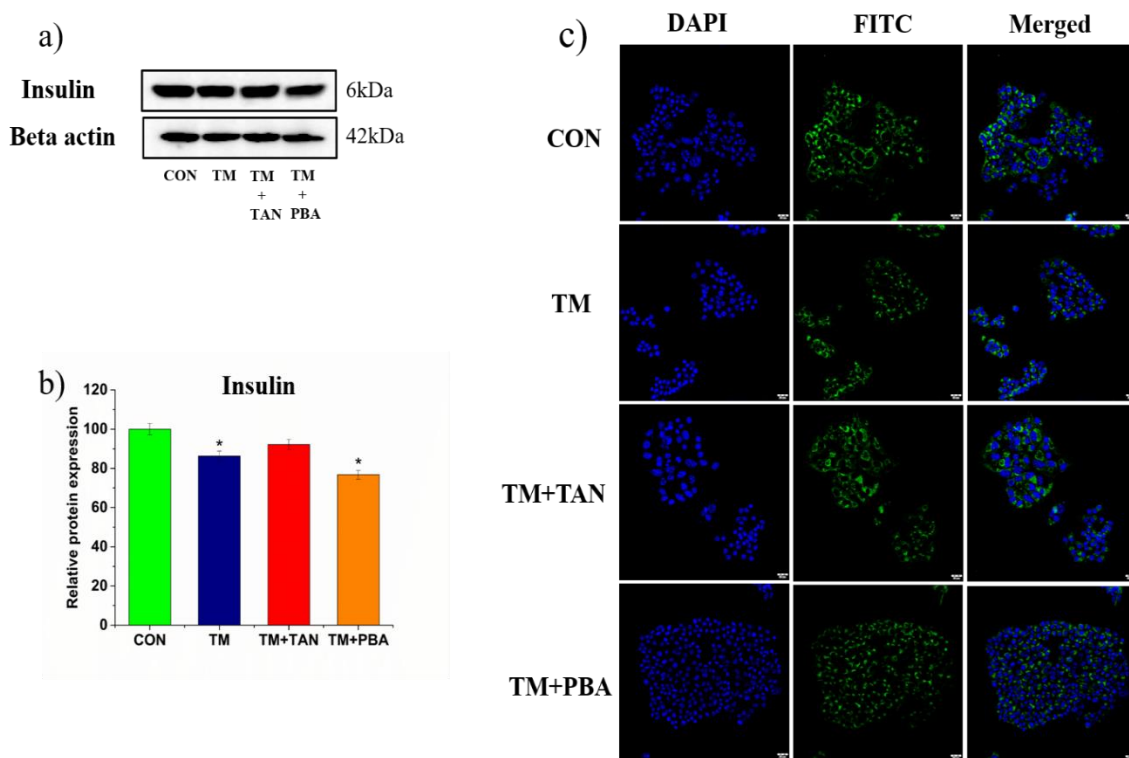 a)
Insulin
6kDa
Beta actin
42kDa
CON TM TM + TAN TM + PBA
b)
Insulin
Relative protein expression
120
100
80
60
40
20
0
*
*
CON TM TM+TAN TM+PBA
c)
DAPI FITC Merged
CON
TM
TM+TAN
TM+PBA